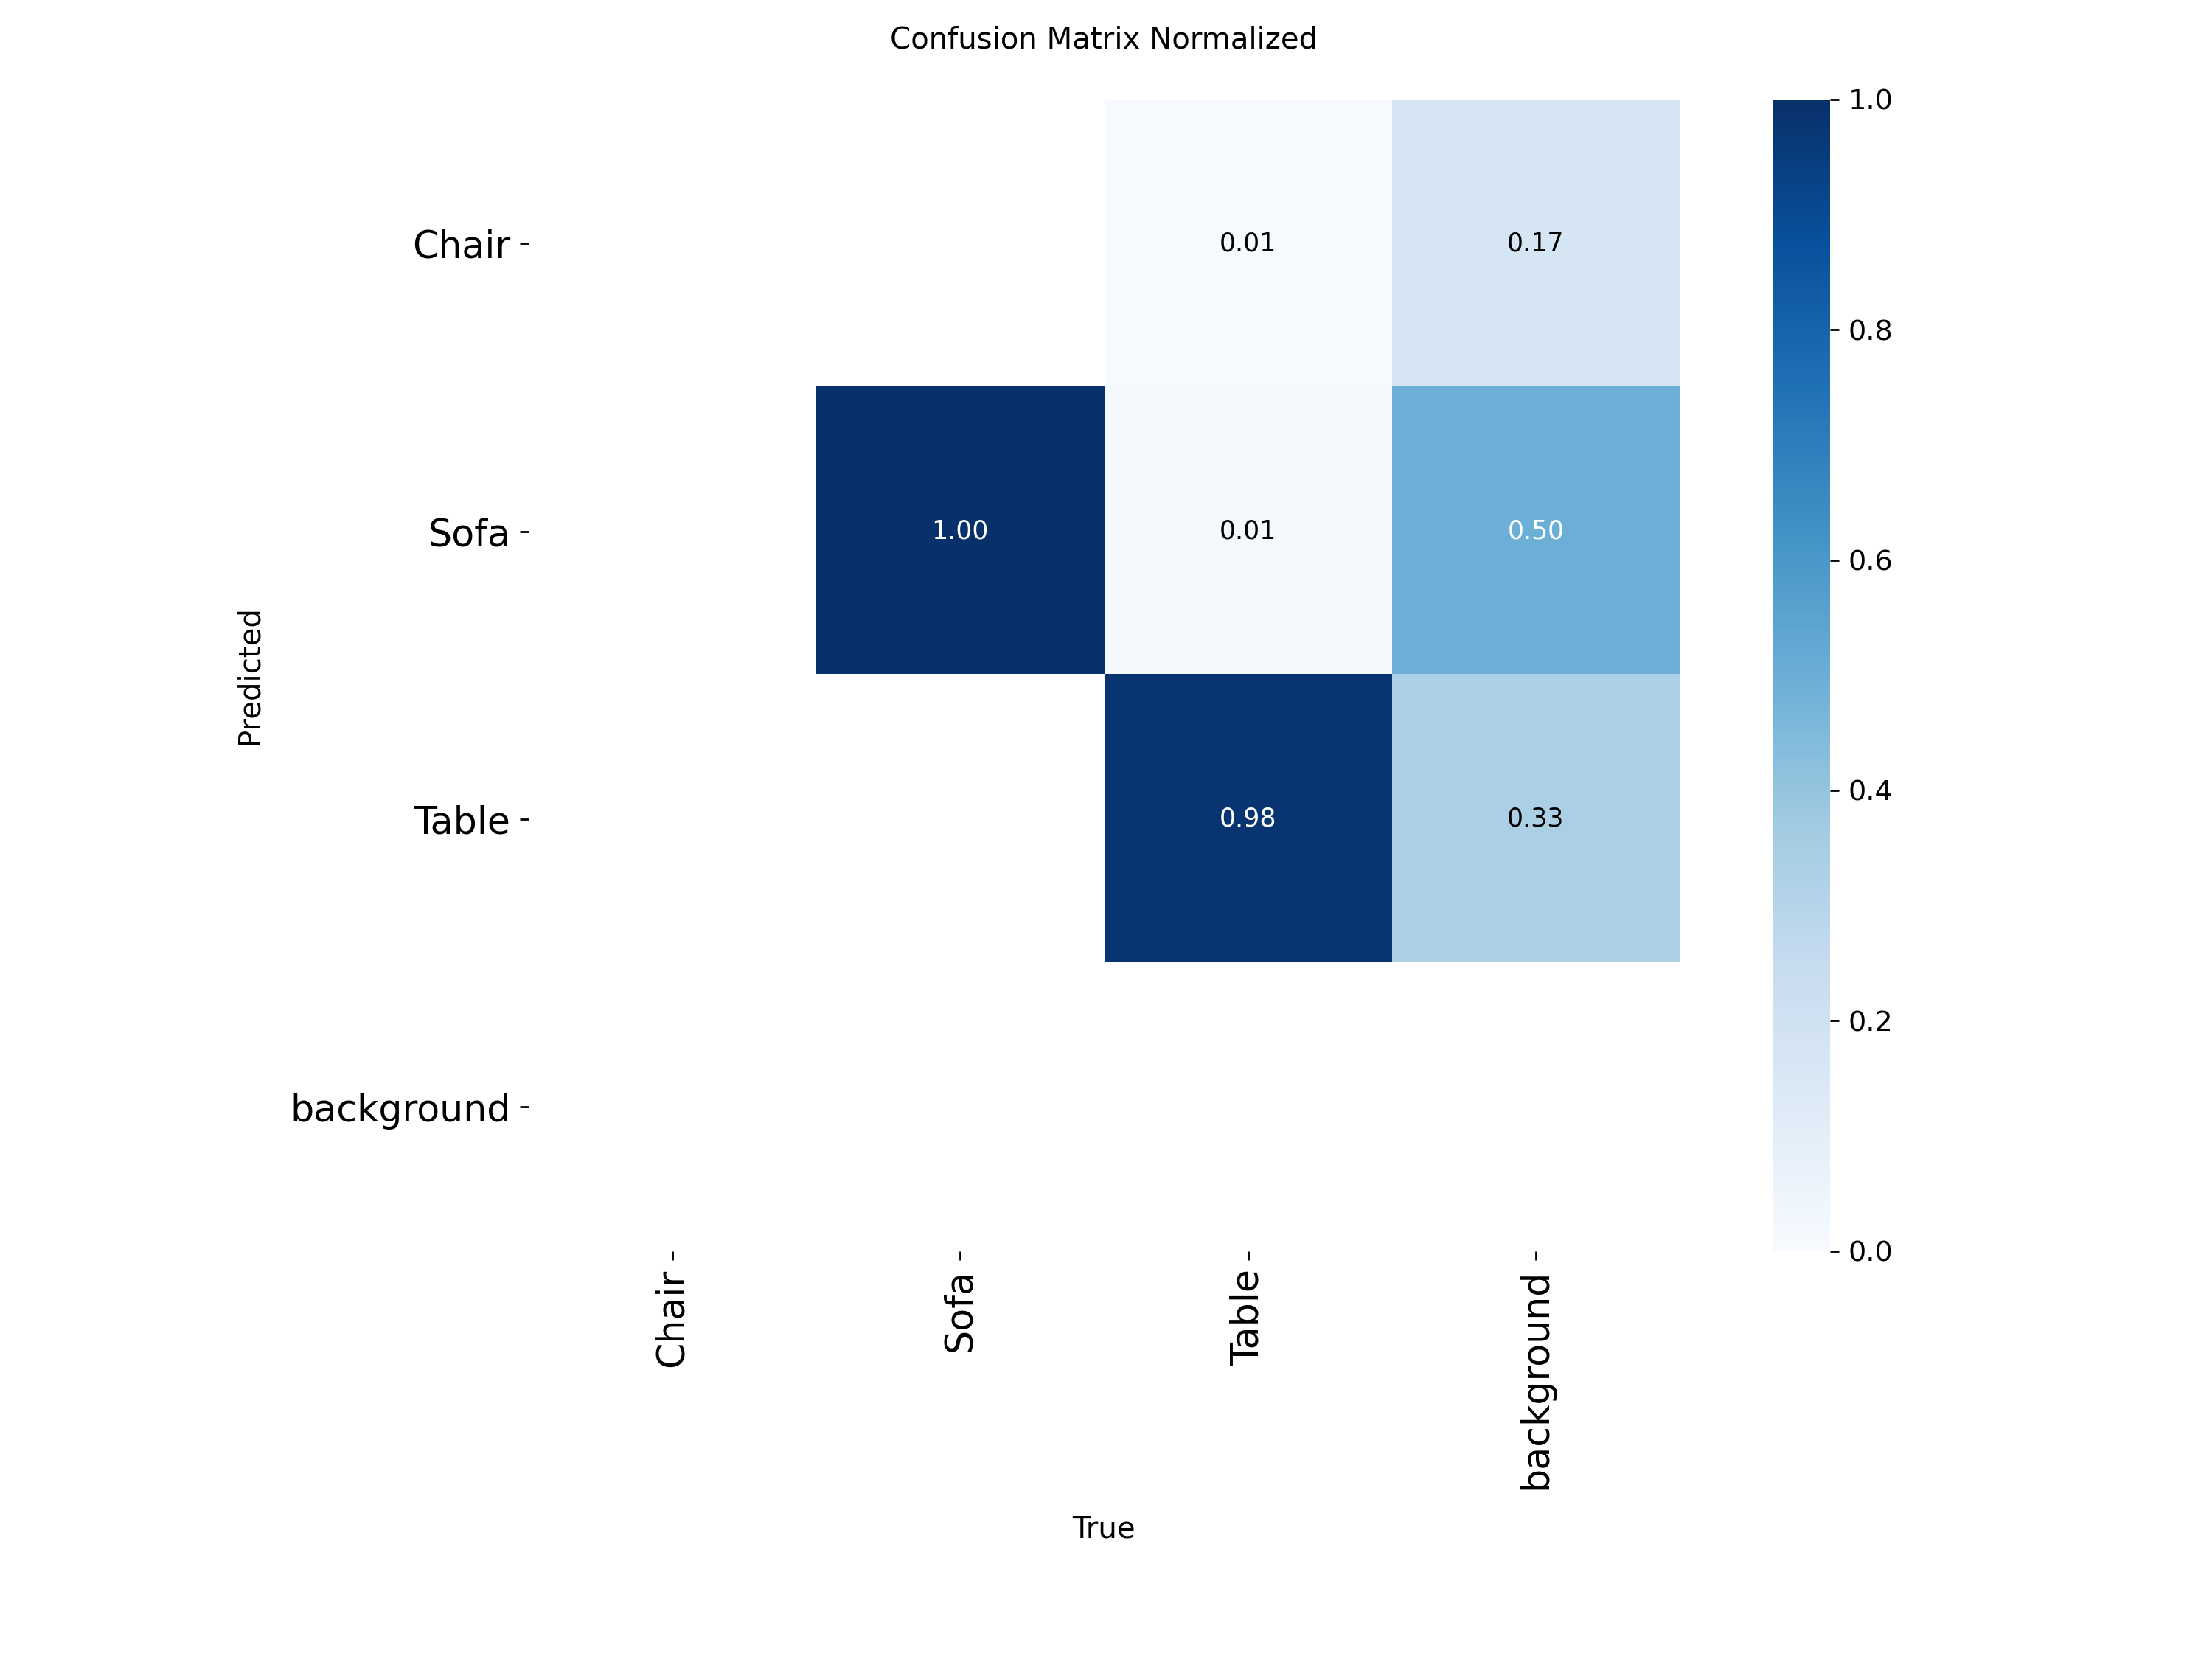 Confusion Matrix Normalized
Chair
0.01
0.17
Sofa
1.00
0.01
0.50
Table
0.98
0.33
background
Predicted
Chair
Sofa
Table
background
True
1.0
0.8
0.6
0.4
0.2
0.0